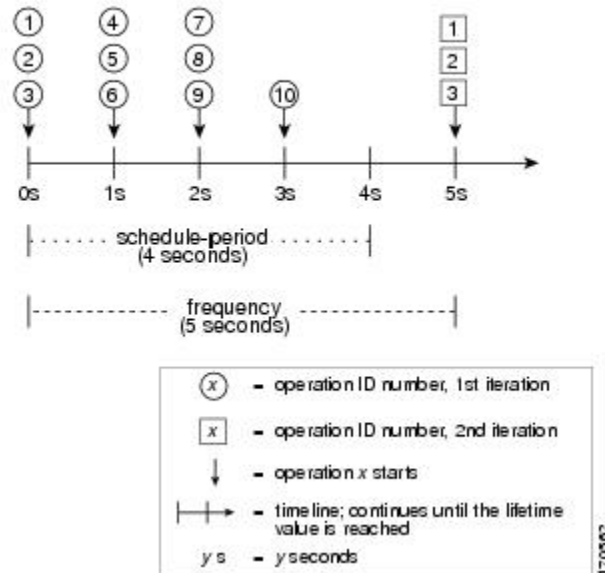 1 4 7 1
2 5 8 2
3 6 9 10 3
0s 1s 2s 3s 4s 5s
schedule-period
(4 seconds)
frequency
(5 seconds)
x = operation ID number, 1st iteration
x = operation ID number, 2nd iteration
= operation x starts
= timeline; continues until the lifetime
value is reached
y s = y seconds
170562